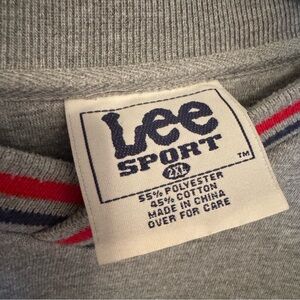 Lee
SPORT
2XL
TM
55% POLYESTER
45% COTTON
MADE IN CHINA
OVER FOR CARE